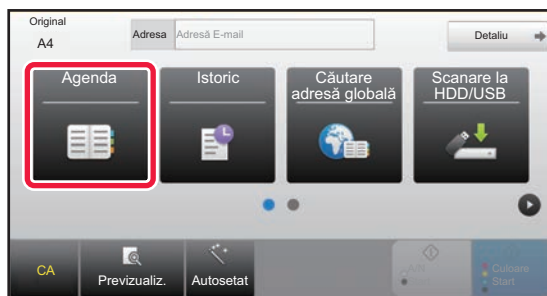 Original
A4
Adresa
Adresă E-mail
Detaliu
Agenda
Istoric
Căutare
adresă globală
Scanare la
HDD/USB
CA
Previzualiz.
Autosetat
Culoare
Start